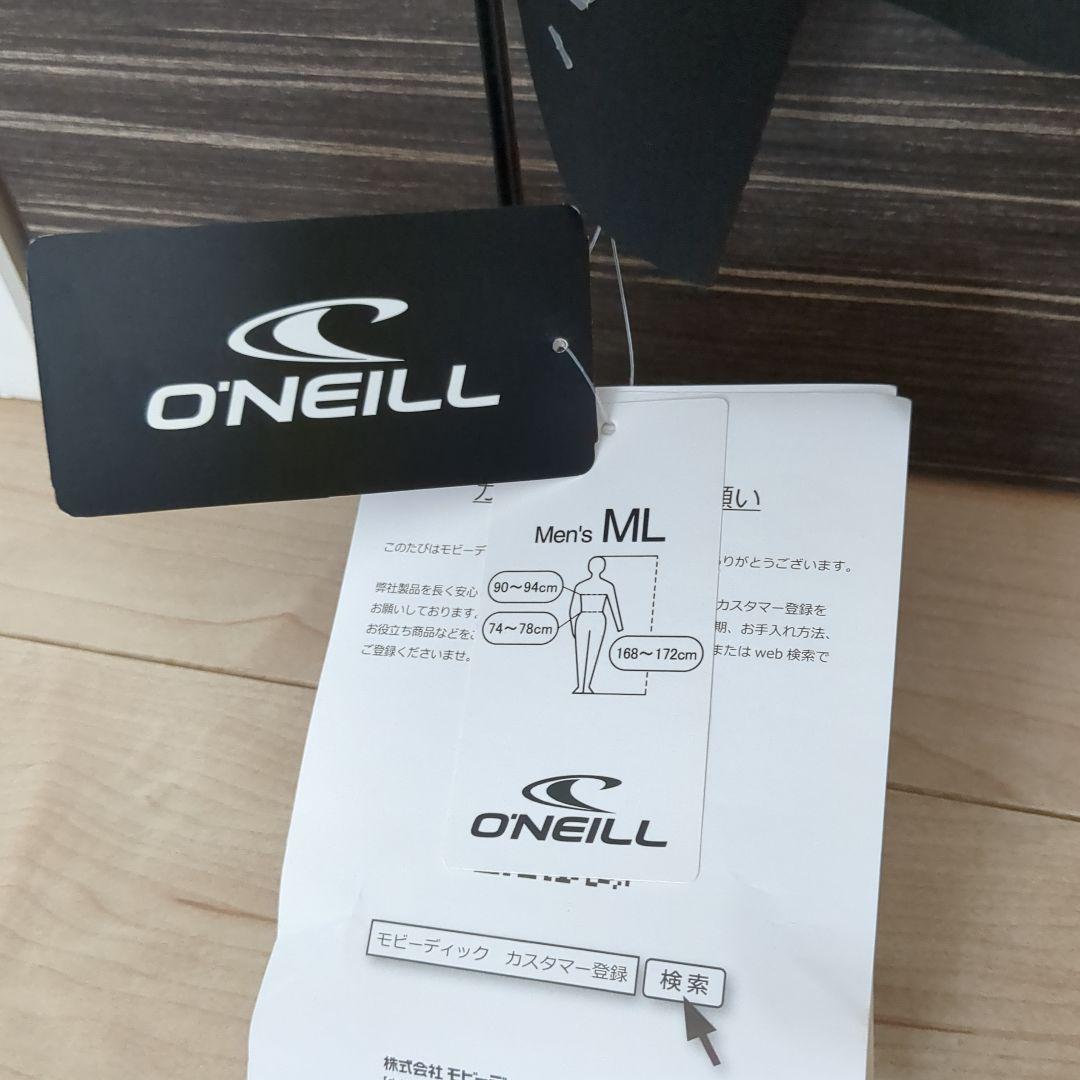 O'NEILL
願い
Men's ML
このたびはモビーデ
りがとうございます。
90〜94cm
弊社製品を長く安心
カスタマー登録を
お願いしております。
74〜78cm
期、お手入れ方法、
お役立ち商品などを
168〜172cm
または web 検索で
ご登録くださいませ。
O'NEILL
モビーディック カスタマー登録
検索
株式会社 モビーデ